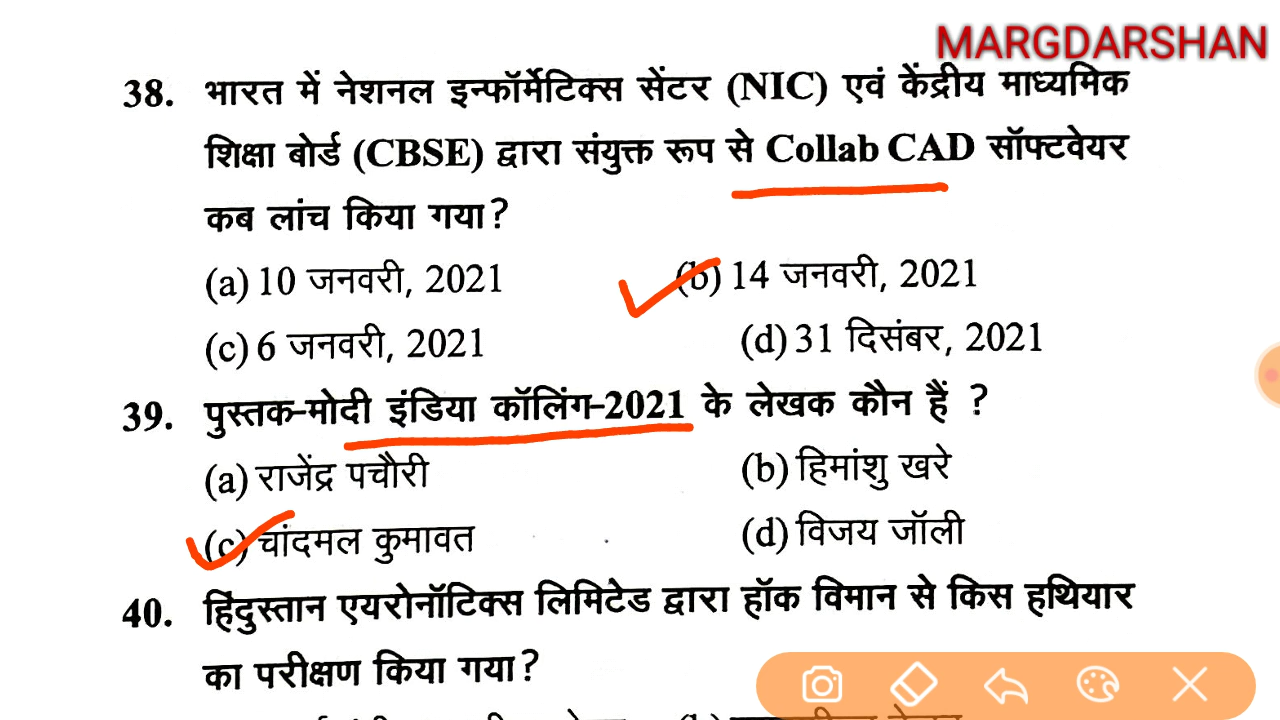 MARGDARSHAN
38. भारत में नेशनल इन्फॉर्मेटिक्स सेंटर (NIC) एवं केंद्रीय माध्यमिक
शिक्षा बोर्ड (CBSE) द्वारा संयुक्त रूप से Collab CAD सॉफ्टवेयर
कब लांच किया गया?
(a) 10 जनवरी, 2021 (b) 14 जनवरी, 2021
(c) 6 जनवरी, 2021 (d) 31 दिसंबर, 2021
39. पुस्तक-मोदी इंडिया कॉलिंग-2021 के लेखक कौन हैं ?
(a) राजेंद्र पचौरी (b) हिमांशु खरे
(c) चांदमल कुमावत (d) विजय जॉली
40. हिंदुस्तान एयरोनॉटिक्स लिमिटेड द्वारा हॉक विमान से किस हथियार
का परीक्षण किया गया?